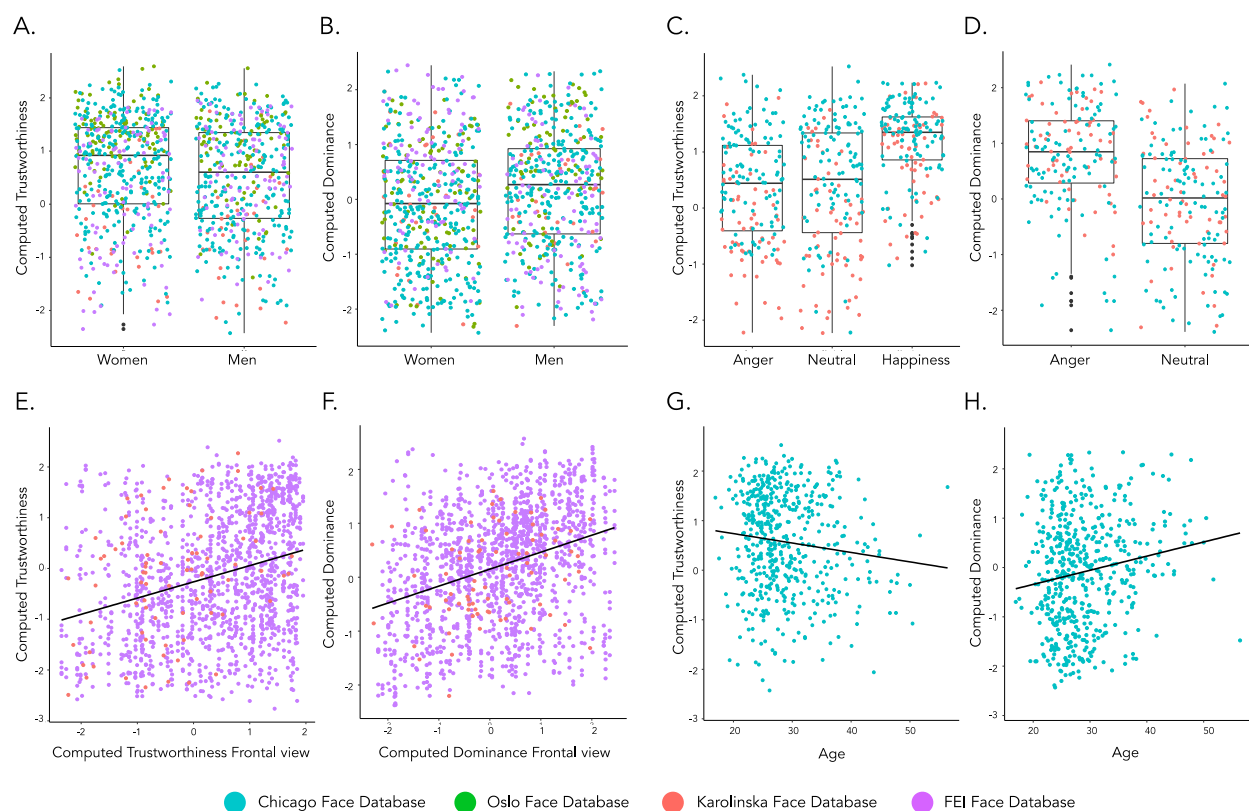 A.
B.
C.
D.
Computed Trustworthiness
2
1
0
-1
-2
Women
Men
Computed Dominance
2
1
0
-1
-2
Women
Men
Computed Trustworthiness
2
1
0
-1
-2
Anger
Neutral
Happiness
Computed Dominance
2
1
0
-1
-2
Anger
Neutral
E.
F.
G.
H.
Computed Trustworthiness
2
1
0
-1
-2
-3
-2
-1
0
1
2
Computed Trustworthiness Frontal view
Computed Dominance
2
1
0
-1
-2
-2
-1
0
1
2
Computed Dominance Frontal view
Computed Trustworthiness
2
1
0
-1
-2
-3
20
30
40
50
Age
Computed Dominance
2
1
0
-1
-2
-3
20
30
40
50
Age
Chicago Face Database
Oslo Face Database
Karolinska Face Database
FEI Face Database